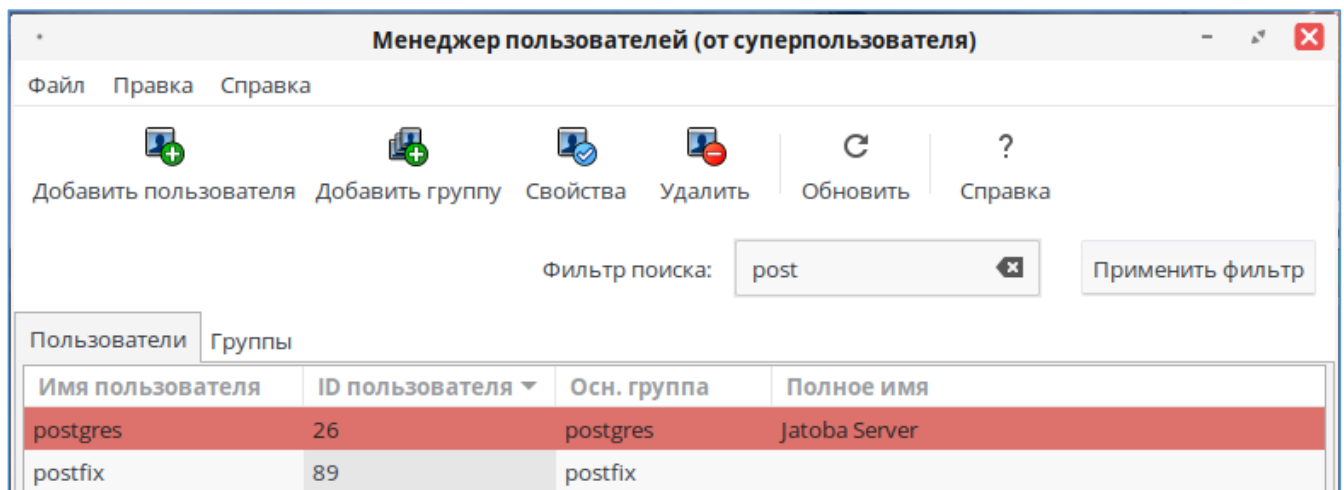 Менеджер пользователей (от суперпользователя)
Файл Правка Справка
Добавить пользователя Добавить группу Свойства Удалить Обновить Справка
Фильтр поиска: post Применить фильтр
Пользователи Группы
Имя пользователя ID пользователя Осн. группа Полное имя
postgres 26 postgres Jatoba Server
postfix 89 postfix